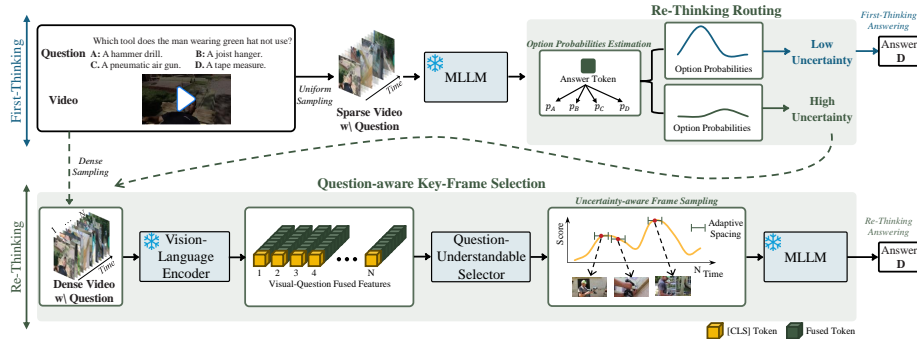 First-Thinking
Question
Which tool does the man wearing green hat not use?
A: A hammer drill. B: A joist hanger.
C. A pneumatic air gun. D. A tape measure.
Video
Uniform
Sampling
Time
Sparse Video
w\ Question
MLLM
Re-Thinking Routing
Option Probabilities Estimation
Answer Token
pA pB pC pD
Option Probabilities
Low
Uncertainty
Option Probabilities
High
Uncertainty
First-Thinking
Answering
Answer
D
Dense
Sampling
Re-Thinking
Question-aware Key-Frame Selection
Time
Dense Video
w\ Question
Vision-
Language
Encoder
1 2 3 4 N
Visual-Question Fused Features
Question-
Understandable
Selector
Uncertainty-aware Frame Sampling
Score
Adaptive
Spacing
N Time
MLLM
Re-Thinking
Answering
Answer
D
[CLS] Token Fused Token